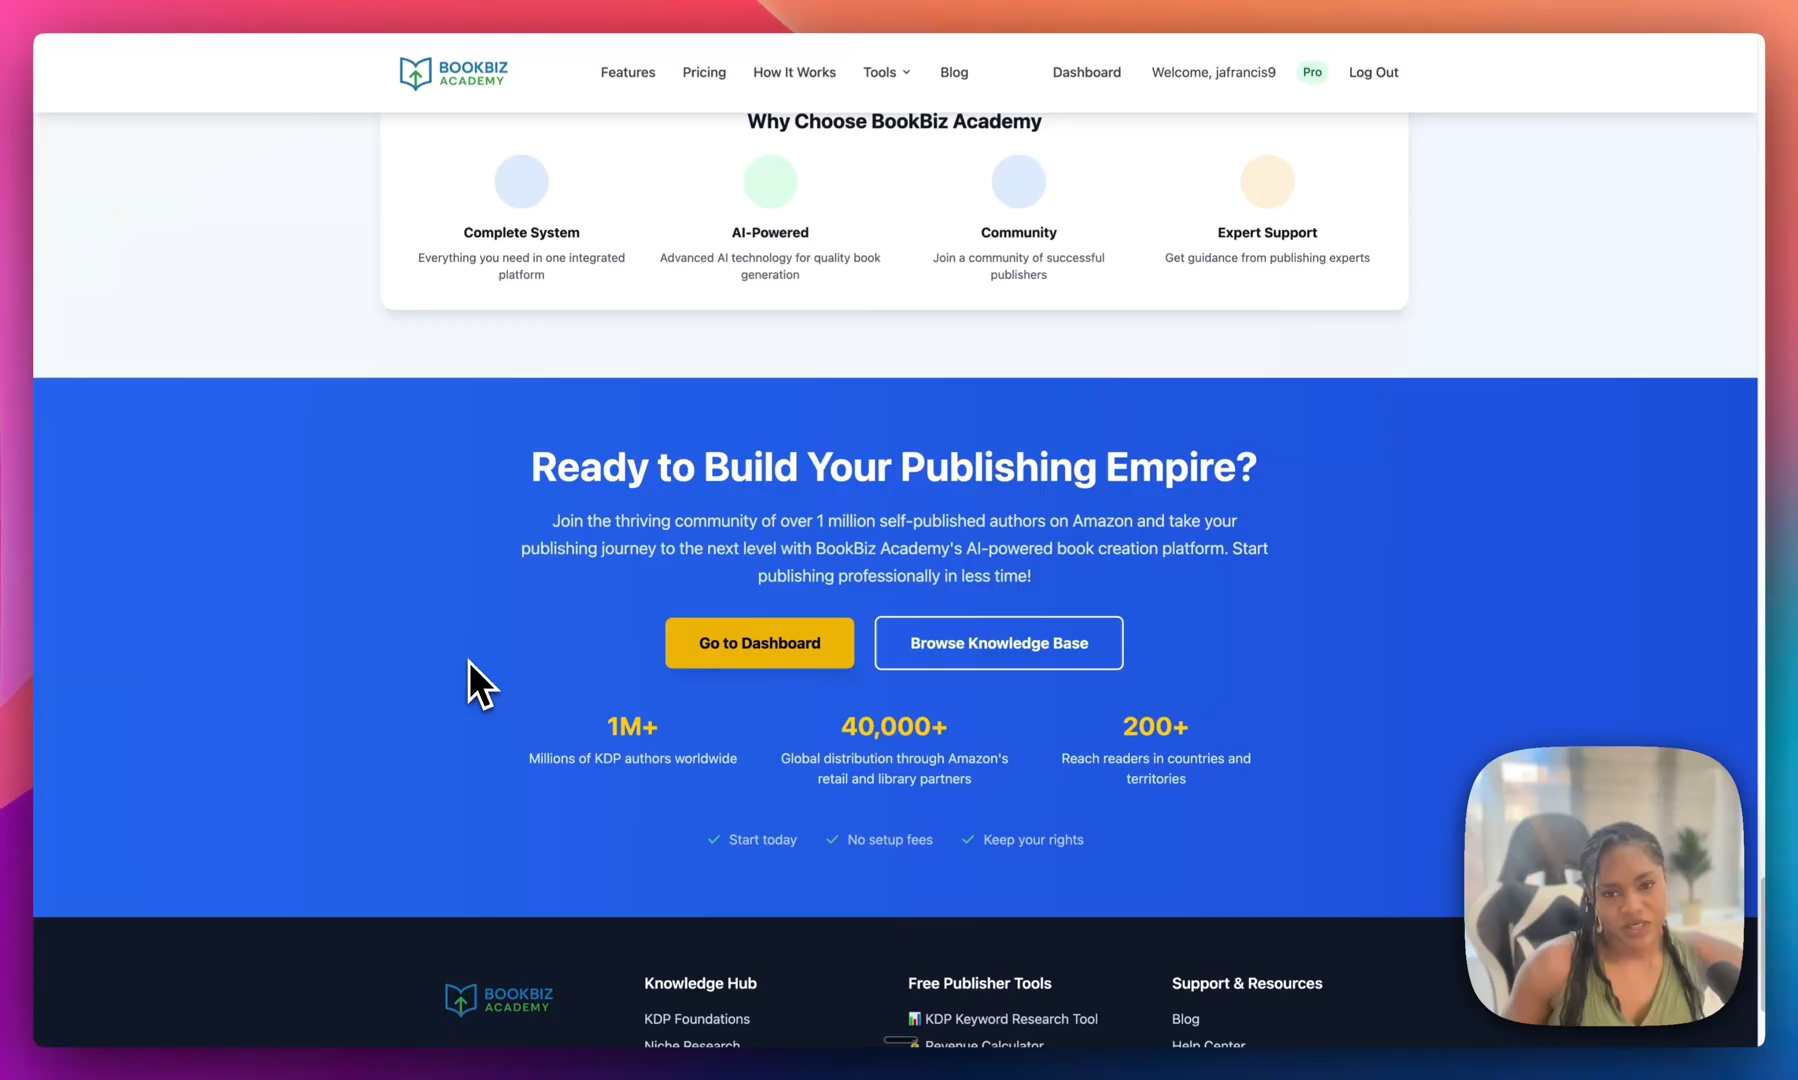 BOOKBIZ
ACADEMY
Features
Pricing
How It Works
Tools
Blog
Dashboard
Welcome, jafrancis9
Pro
Log Out
Why Choose BookBiz Academy
Complete System
Everything you need in one integrated
platform
AI-Powered
Advanced AI technology for quality book
generation
Community
Join a community of successful
publishers
Expert Support
Get guidance from publishing experts
Ready to Build Your Publishing Empire?
Join the thriving community of over 1 million self-published authors on Amazon and take your
publishing journey to the next level with BookBiz Academy's AI-powered book creation platform. Start
publishing professionally in less time!
Go to Dashboard
Browse Knowledge Base
1M+
Millions of KDP authors worldwide
40,000+
Global distribution through Amazon's
retail and library partners
200+
Reach readers in countries and
territories
Start today
No setup fees
Keep your rights
BOOKBIZ
ACADEMY
Knowledge Hub
KDP Foundations
Niche Research
Free Publisher Tools
KDP Keyword Research Tool
Revenue Calculator
Support & Resources
Blog
Help Center